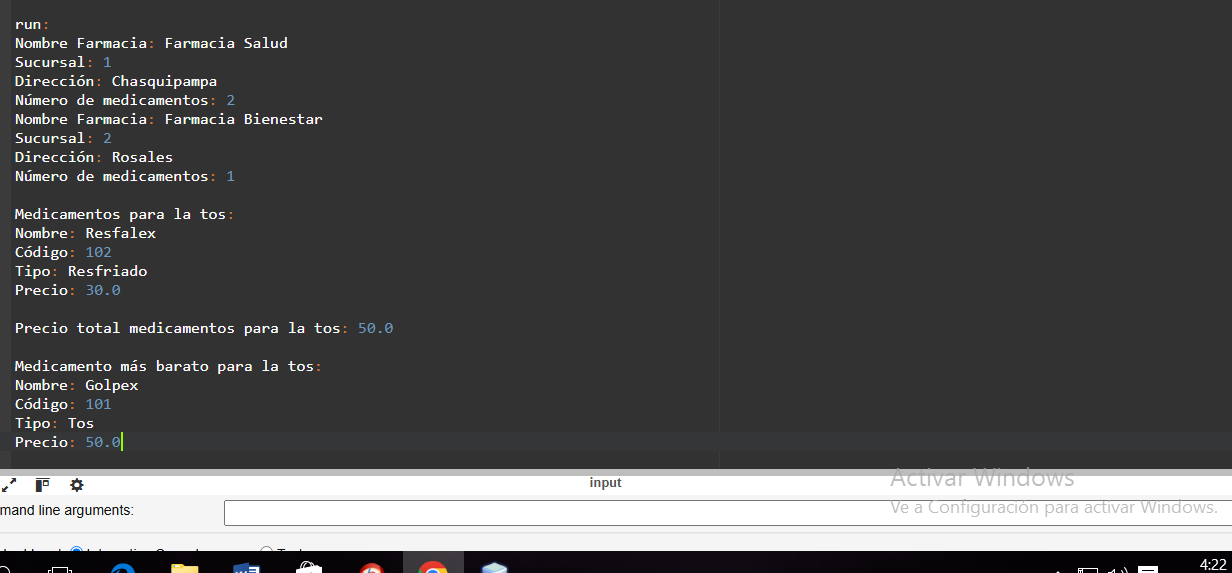 run:
Nombre Farmacia: Farmacia Salud
Sucursal: 1
Dirección: Chasquipampa
Número de medicamentos: 2
Nombre Farmacia: Farmacia Bienestar
Sucursal: 2
Dirección: Rosales
Número de medicamentos: 1
Medicamentos para la tos:
Nombre: Resfalex
Código: 102
Tipo: Resfriado
Precio: 30.0
Precio total medicamentos para la tos: 50.0
Medicamento más barato para la tos:
Nombre: Golpex
Código: 101
Tipo: Tos
Precio: 50.0
input
Activar Windows
Ve a Configuración para activar Windows.
mand line arguments:
4:22